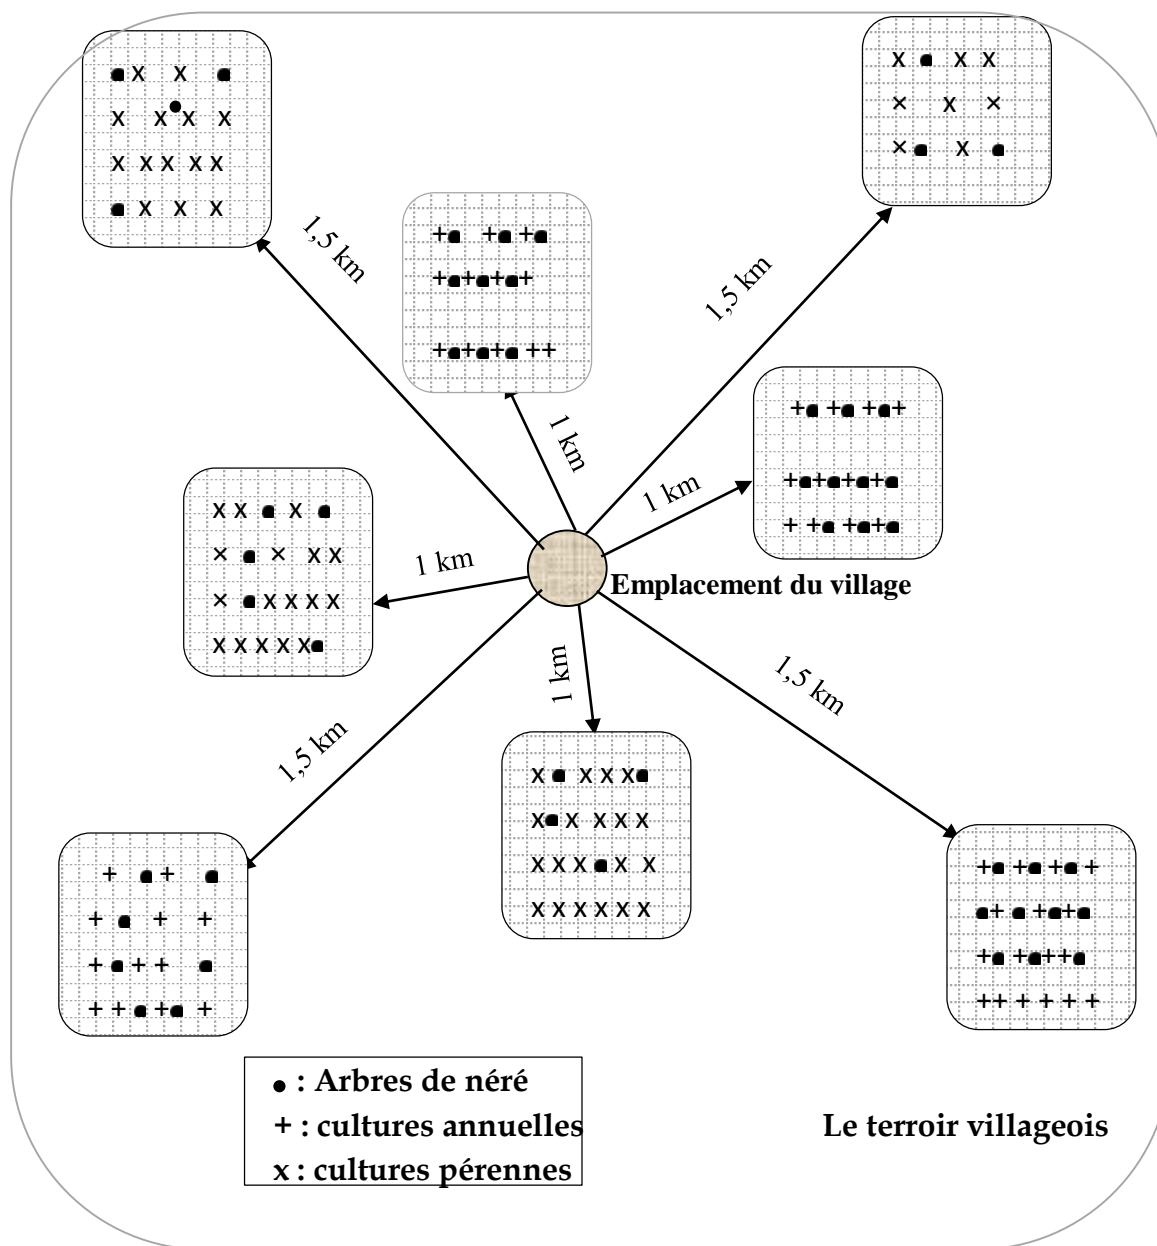 x x
x x x x
x x x x x
x x x
x x x
x x x
x x
1,5 km
+ + +
+ + + +
+ + + + +
1,5 km
+ + + +
+ + + +
+ + + +
1 km
1 km
x x x
x x x x
x x x x x
x x x x x
1 km
Emplacement du village
1 km
1,5 km
1,5 km
x x x x
x x x x x
x x x x x
x x x x x x
+ +
+ + +
+ + +
+ + + +
+ + + +
+ + +
+ + + +
+ + + + + +
● : Arbres de néré
+ : cultures annuelles
x : cultures pérennes
Le terroir villageois